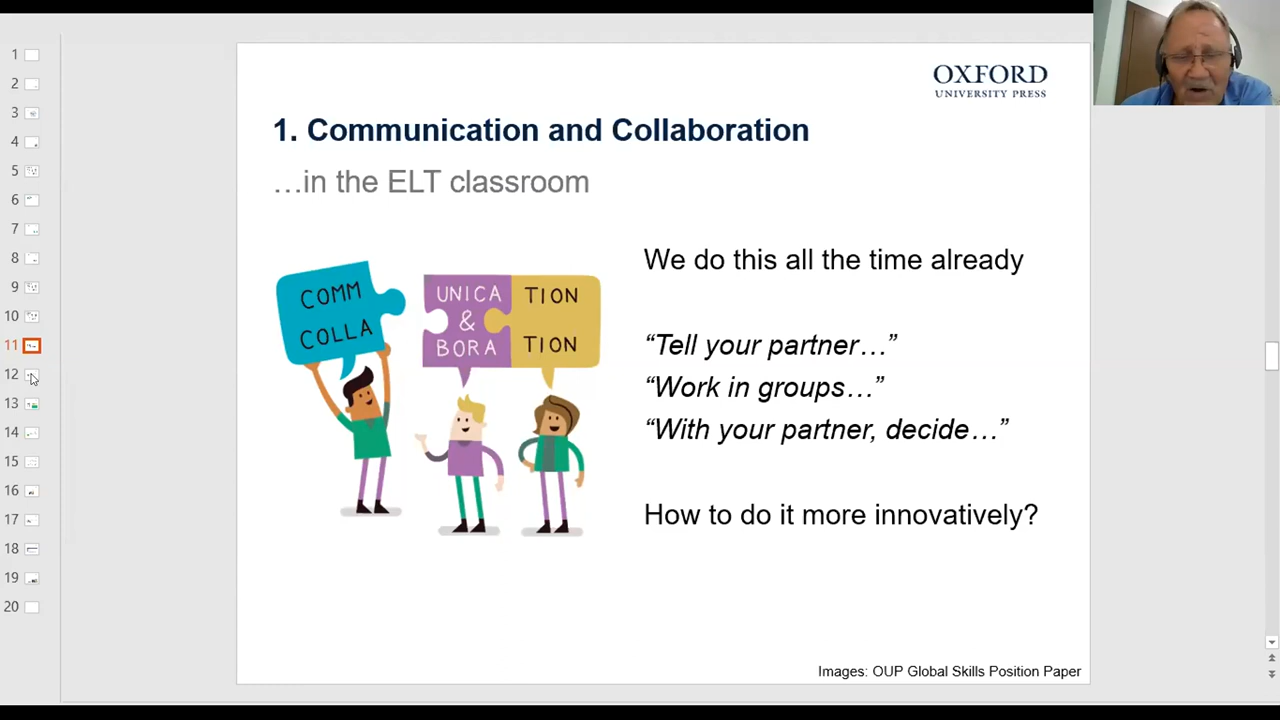 1
2
3
4
5
6
7
8
9
10
11
12
13
14
15
16
17
18
19
20
OXFORD
UNIVERSITY PRESS
1. Communication and Collaboration
…in the ELT classroom
COMM
COLLA
UNICA
&
BORA
TION
TION
We do this all the time already
“Tell your partner…”
“Work in groups…”
“With your partner, decide…”
How to do it more innovatively?
Images: OUP Global Skills Position Paper